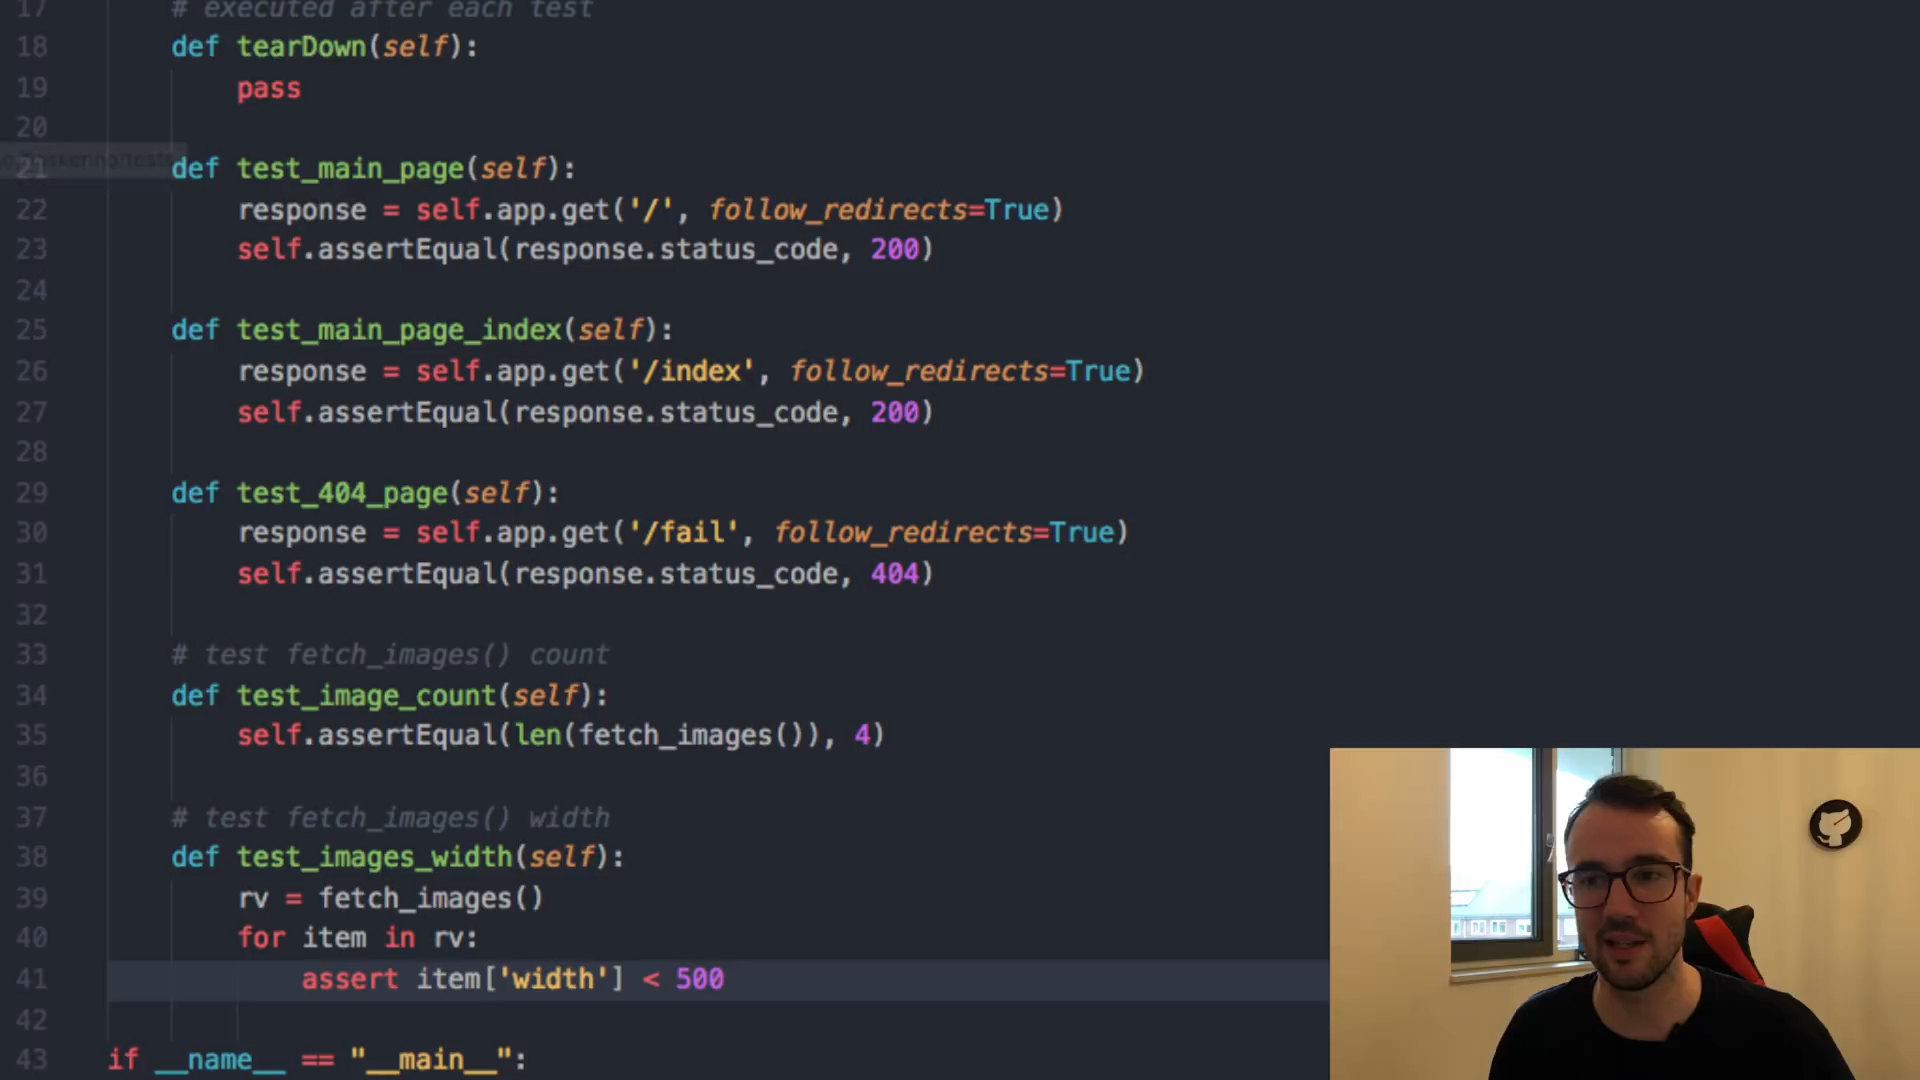 17 # executed after each test
18 def tearDown(self):
19 pass
20
21 def test_main_page(self):
22 response = self.app.get('/', follow_redirects=True)
23 self.assertEqual(response.status_code, 200)
24
25 def test_main_page_index(self):
26 response = self.app.get('/index', follow_redirects=True)
27 self.assertEqual(response.status_code, 200)
28
29 def test_404_page(self):
30 response = self.app.get('/fail', follow_redirects=True)
31 self.assertEqual(response.status_code, 404)
32
33 # test fetch_images() count
34 def test_image_count(self):
35 self.assertEqual(len(fetch_images()), 4)
36
37 # test fetch_images() width
38 def test_images_width(self):
39 rv = fetch_images()
40 for item in rv:
41 assert item['width'] < 500
42
43 if __name__ == "__main__":